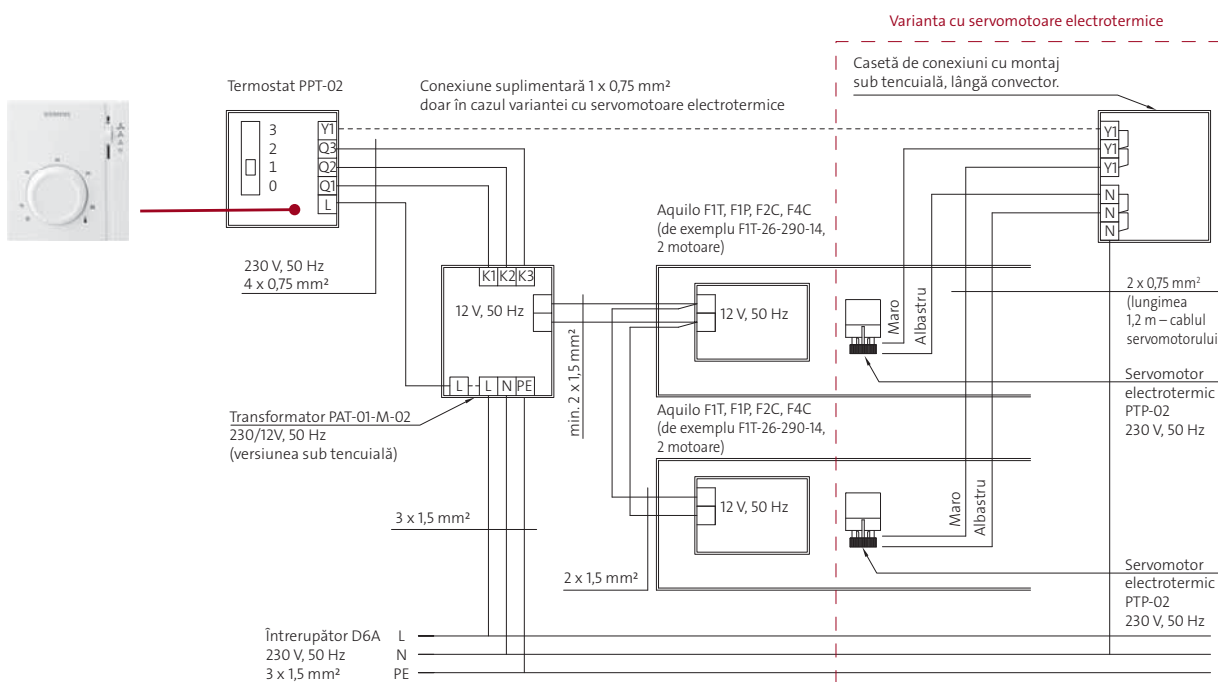 Varianta cu servomotoare electrotermice
Casetă de conexiuni cu montaj
sub tencuială, lângă convector.
Termostat PPT-02
Conexiune suplimentară 1 x 0,75 mm²
doar în cazul variantei cu servomotoare electrotermice
SIEMENS
3
2
1
0
Y1
Q3
Q2
Q1
L
Y1
Y1
Y1
N
N
N
230 V, 50 Hz
4 x 0,75 mm²
Aquilo F1T, F1P, F2C, F4C
(de exemplu F1T-26-290-14,
2 motoare)
K1 K2 K3
12 V, 50 Hz
12 V, 50 Hz
Maro
Albastru
2 x 0,75 mm²
(lungimea
1,2 m – cablul
servomotorului
min. 2 x 1,5 mm²
L L N PE
Servomotor
electrotermic
PTP-02
230 V, 50 Hz
Transformator PAT-01-M-02
230/12V, 50 Hz
(versiunea sub tencuială)
Aquilo F1T, F1P, F2C, F4C
(de exemplu F1T-26-290-14,
2 motoare)
12 V, 50 Hz
Maro
Albastru
3 x 1,5 mm²
2 x 1,5 mm²
Servomotor
electrotermic
PTP-02
230 V, 50 Hz
Întrerupător D6A L
230 V, 50 Hz N
3 x 1,5 mm² PE